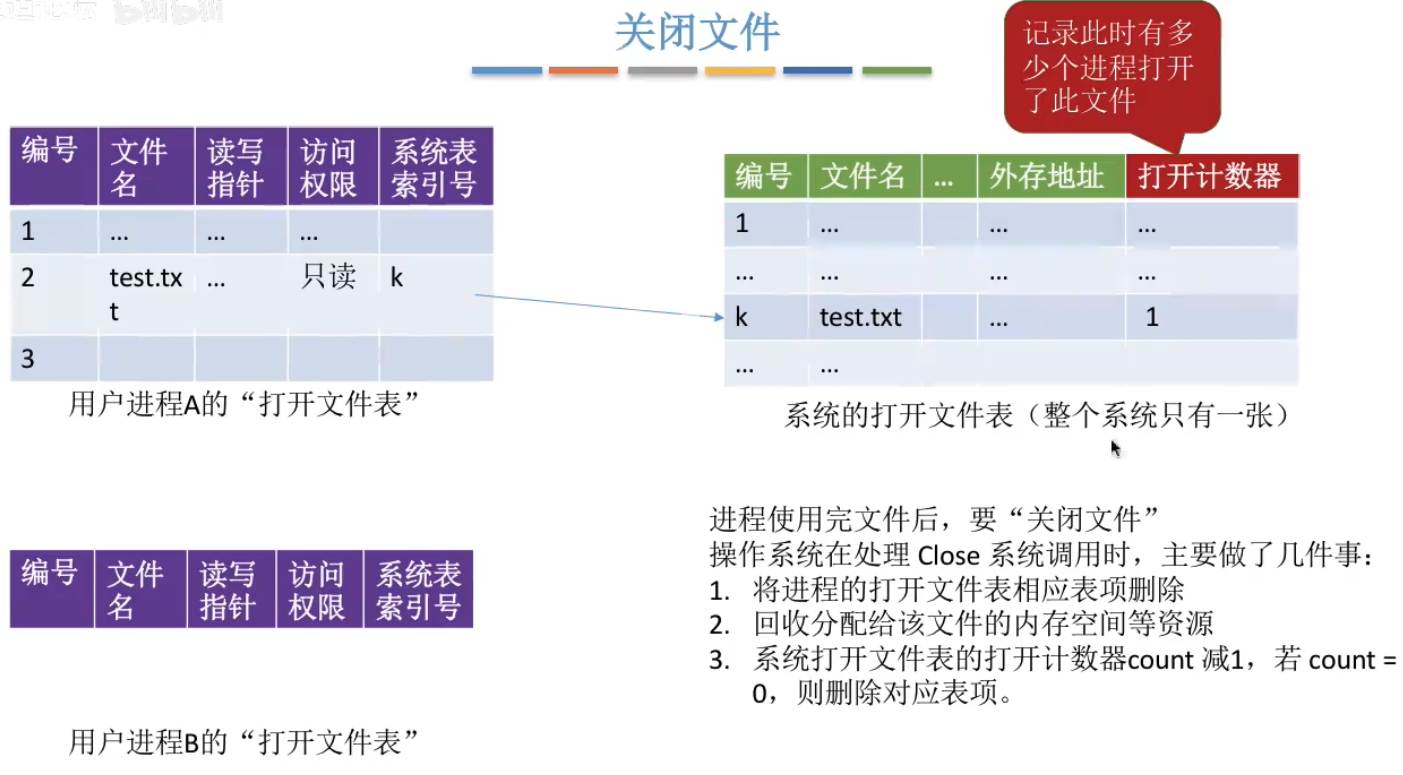 关闭文件
记录此时有多
少个进程打开
了此文件
编号 文件名 读写指针 访问权限 系统表索引号
1 ... ... ...
2 test.txt ... 只读 k
3
用户进程A的“打开文件表”
编号 文件名 ... 外存地址 打开计数器
1 ... ... ...
... ... ... ...
k test.txt ... 1
... ...
系统的打开文件表（整个系统只有一张）
编号 文件名 读写指针 访问权限 系统表索引号
用户进程B的“打开文件表”
进程使用完文件后，要“关闭文件”
操作系统在处理 Close 系统调用时，主要做了几件事：
1. 将进程的打开文件表相应表项删除
2. 回收分配给该文件的内存空间等资源
3. 系统打开文件表的打开计数器count 减1，若 count =
0，则删除对应表项。